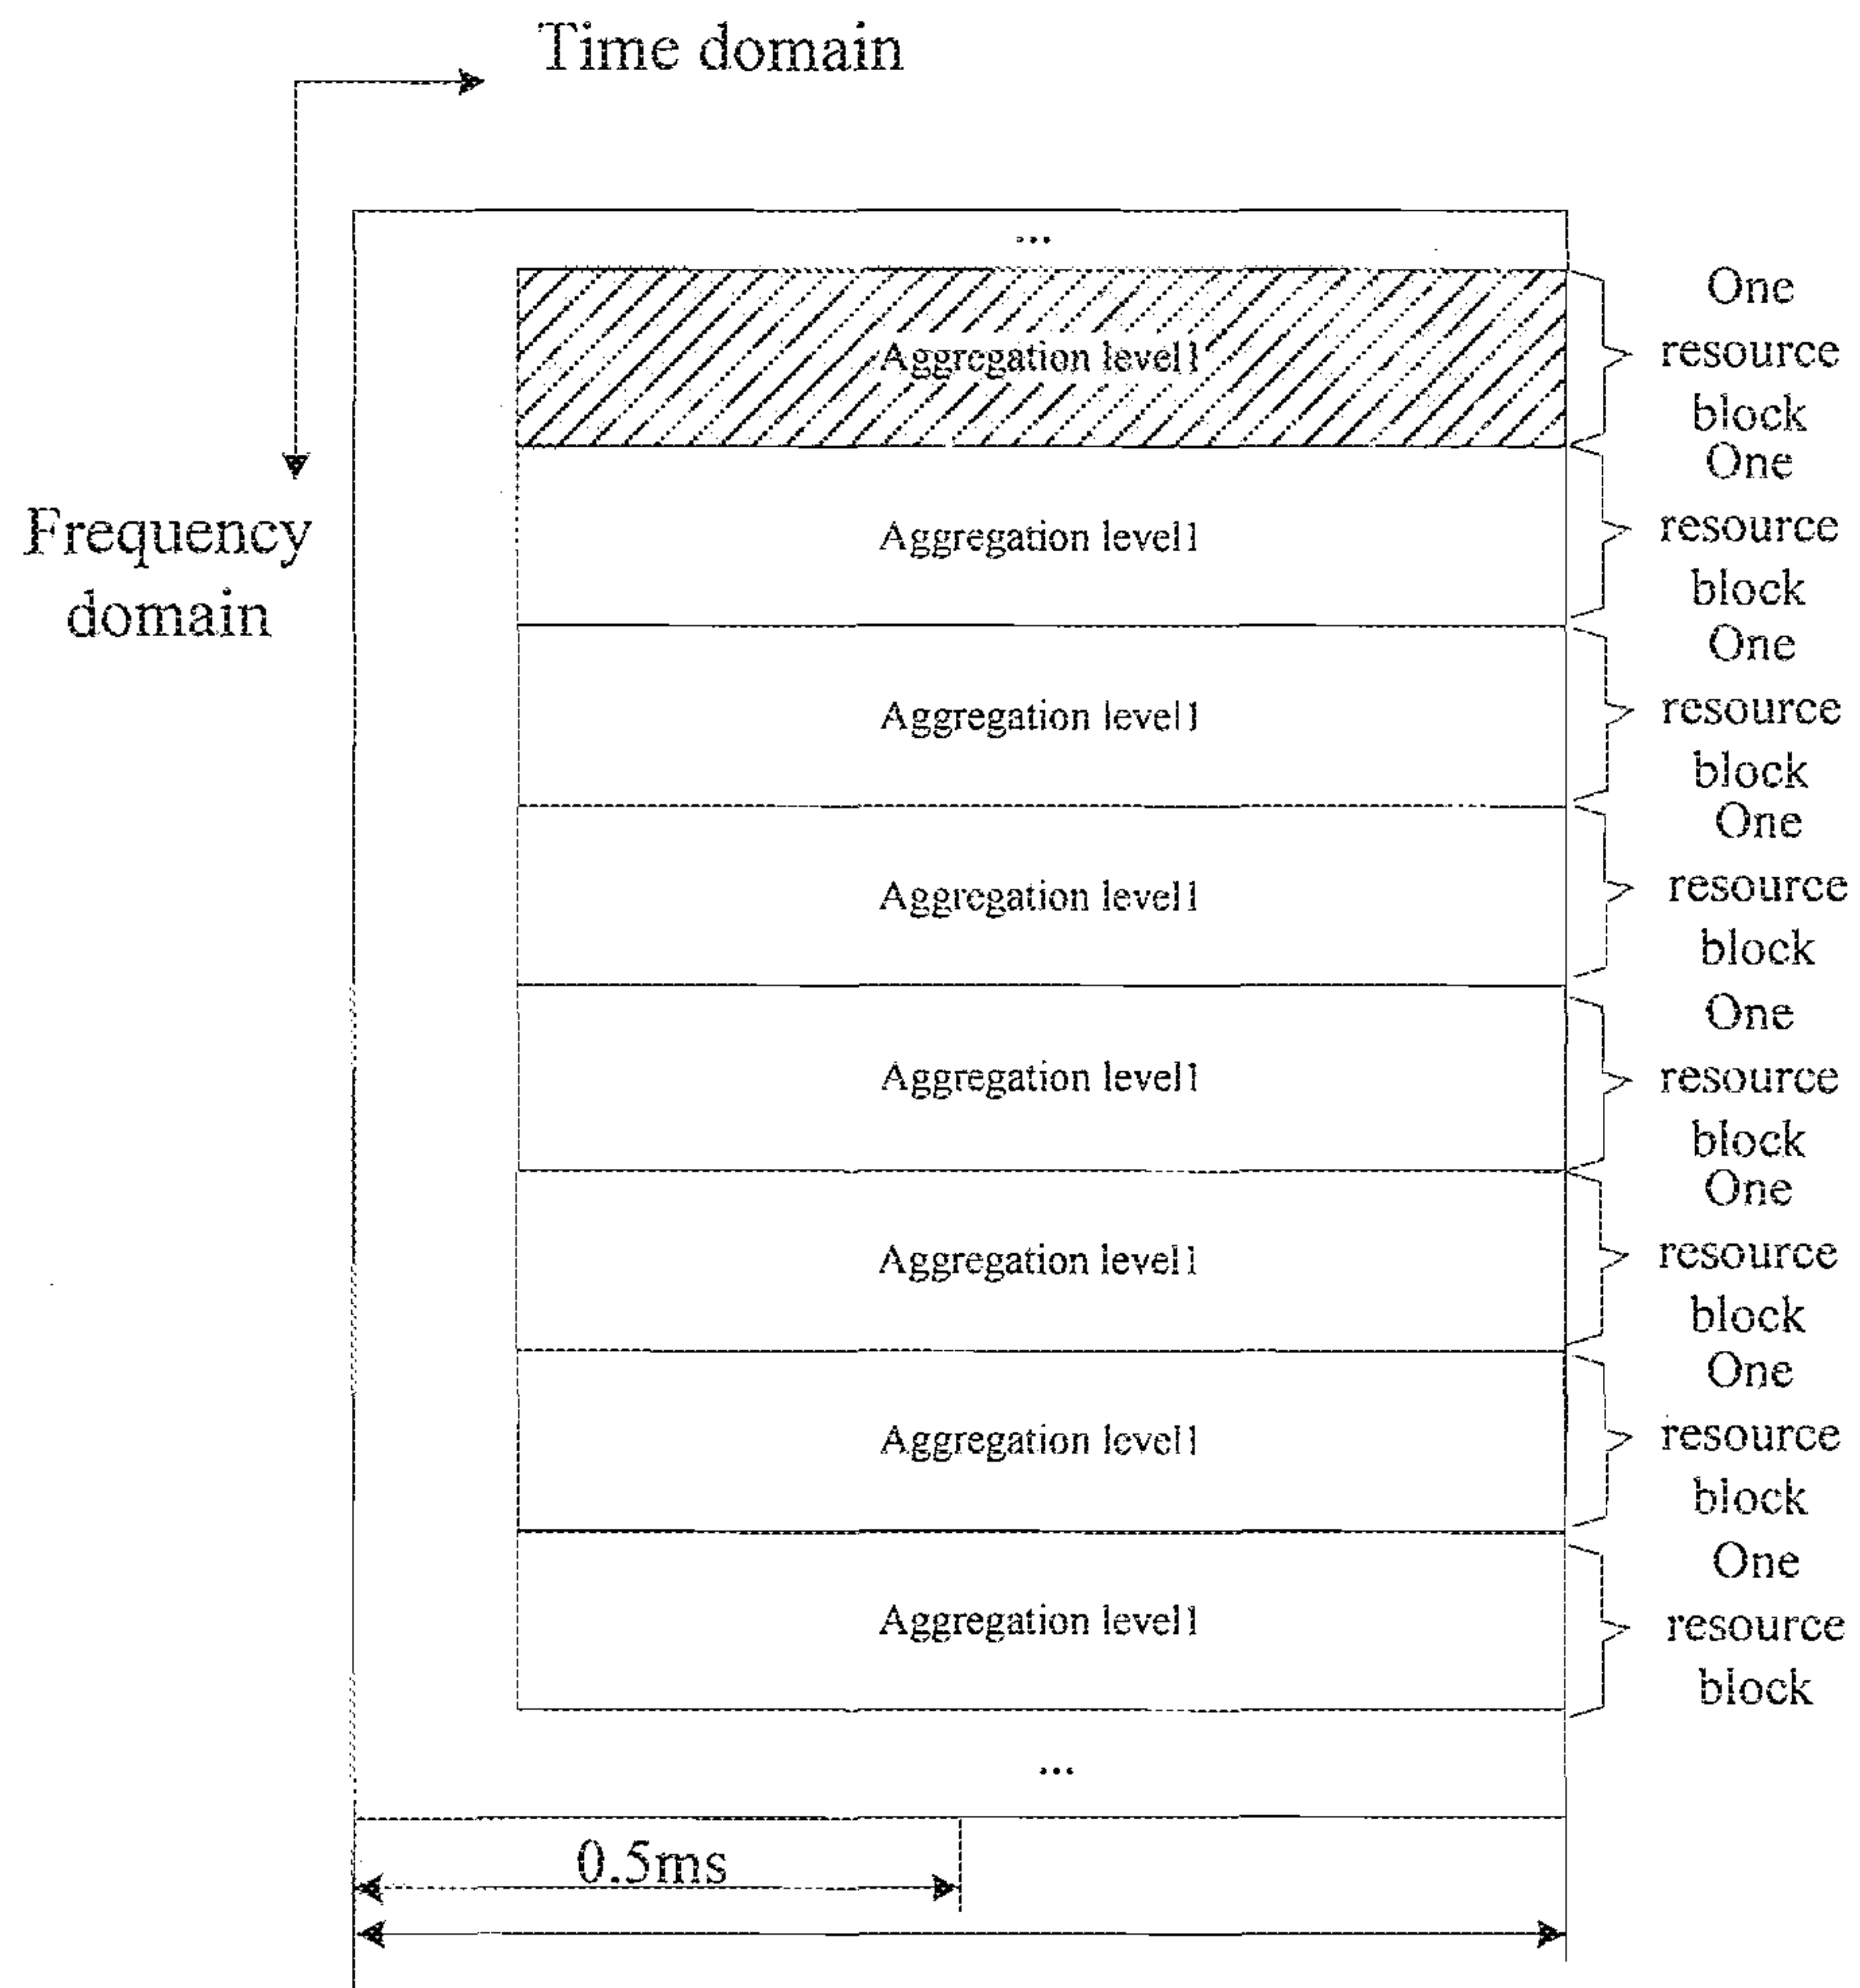 Time domain
Frequency
domain
...
Aggregation level1
One
resource
block
Aggregation level1
One
resource
block
Aggregation level1
One
resource
block
Aggregation level1
One
resource
block
Aggregation level1
One
resource
block
Aggregation level1
One
resource
block
Aggregation level1
One
resource
block
Aggregation level1
One
resource
block
...
0.5ms